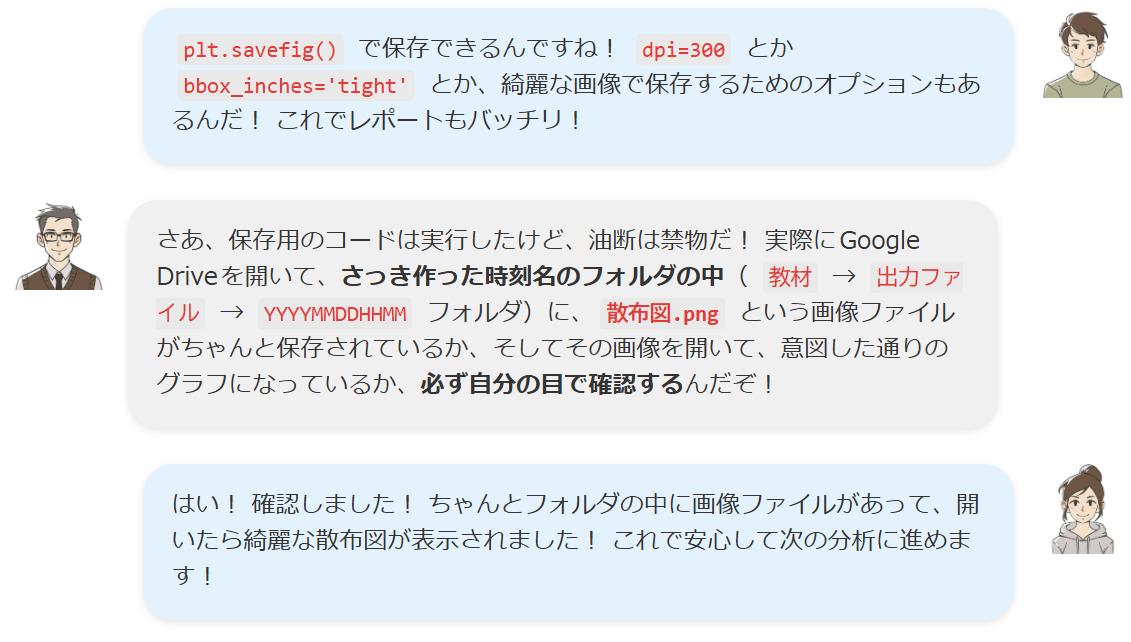 plt.savefig() で保存できるんですね！ dpi=300 とか
bbox_inches='tight' とか、綺麗な画像で保存するためのオプションもあ
るんだ！ これでレポートもバッチリ！
さあ、保存用のコードは実行したけど、油断は禁物だ！ 実際にGoogle
Driveを開いて、さっき作った時刻名のフォルダの中（ 教材 → 出力ファ
イル → YYYYMMDDHHMM フォルダ）に、 散布図.png という画像ファイル
がちゃんと保存されているか、そしてその画像を開いて、意図した通りの
グラフになっているか、必ず自分の目で確認するんだぞ！
はい！ 確認しました！ ちゃんとフォルダの中に画像ファイルがあって、開
いたら綺麗な散布図が表示されました！ これで安心して次の分析に進めま
す！